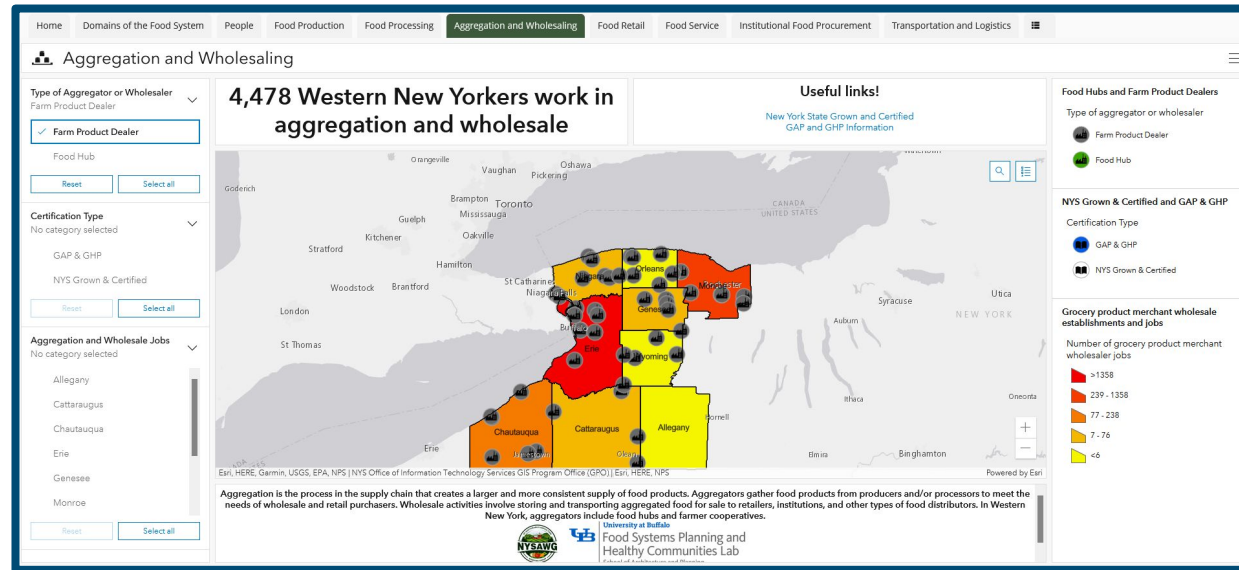 Home Domains of the Food System People Food Production Food Processing Aggregation and Wholesaling Food Retail Food Service Institutional Food Procurement Transportation and Logistics
Aggregation and Wholesaling
Type of Aggregator or Wholesaler
Farm Product Dealer
Farm Product Dealer
Food Hub
Reset Select all
Certification Type
No category selected
GAP & GHP
NYS Grown & Certified
Reset Select all
Aggregation and Wholesale Jobs
No category selected
Allegany
Cattaraugus
Chautauqua
Erie
Genesee
Monroe
Reset Select all
4,478 Western New Yorkers work in
aggregation and wholesale
Useful links!
New York State Grown and Certified
GAP and GHP Information
Orangeville
Oshawa
Vaughan
Pickering
Goderich
Brampton
Toronto
CANADA
UNITED STATES
Guelph
Mississauga
Kitchener
Oakville
Stratford
Hamilton
Orleans
Woodstock
Brantford
St Catharines
Niagara Falls
Syracuse
Utica
London
NEW YORK
Auburn
St Thomas
Erie
Wyoming
Ithaca
Oneonta
Hornell
Chautauqua
Cattaraugus
Allegany
Erie
Jamestown
Olean
Elmira
Binghamton
Esri, HERE, Garmin, USGS, EPA, NPS | NYS Office of Information Technology Services GIS Program Office (GPO) | Esri, HERE, NPS
Powered by Esri
Aggregation is the process in the supply chain that creates a larger and more consistent supply of food products. Aggregators gather food products from producers and/or processors to meet the
needs of wholesale and retail purchasers. Wholesale activities involve storing and transporting aggregated food for sale to retailers, institutions, and other types of food distributors. In Western
New York, aggregators include food hubs and farmer cooperatives.
NYSAWG
UB
University at Buffalo
Food Systems Planning and
Healthy Communities Lab
School of Architecture and Planning
Food Hubs and Farm Product Dealers
Type of aggregator or wholesaler
Farm Product Dealer
Food Hub
NYS Grown & Certified and GAP & GHP
Certification Type
GAP & GHP
NYS Grown & Certified
Grocery product merchant wholesale
establishments and jobs
Number of grocery product merchant
wholesaler jobs
>1358
239 - 1358
77 - 238
7 - 76
<6